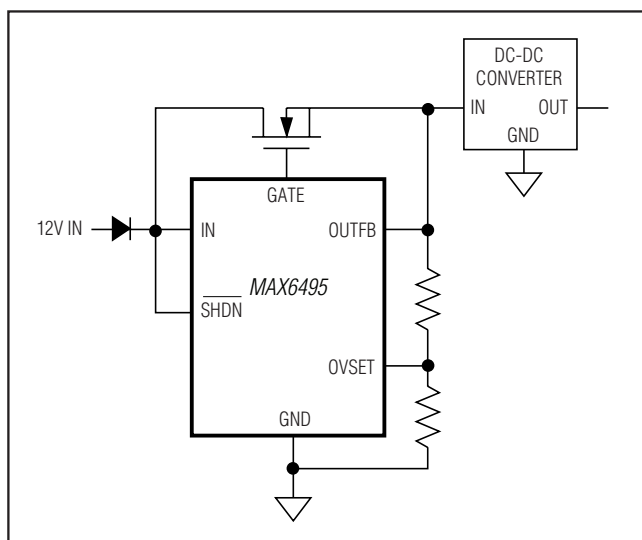 DC-DC
CONVERTER
IN OUT
GND
GATE
12V IN
IN OUTFB
MAX6495
SHDN
OVSET
GND